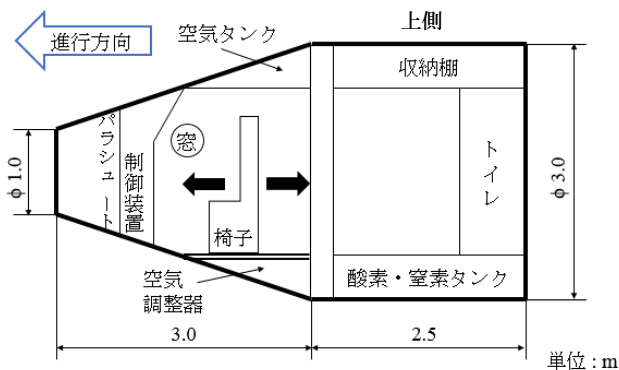 上側
空気タンク
進行方向
収納棚
パラシュート
制御装置
窓
トイレ
φ1.0
φ3.0
椅子
空気
調整器
酸素・窒素タンク
3.0
2.5
単位:m